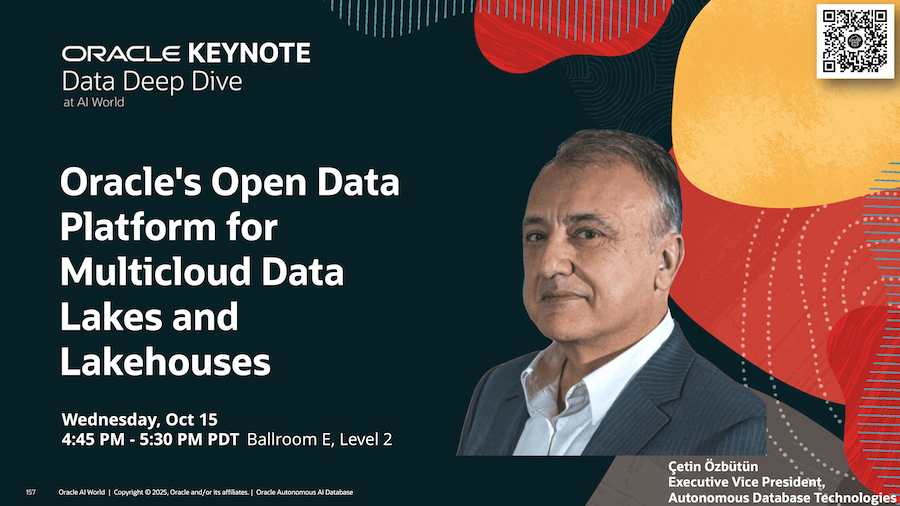 ORACLE KEYNOTE
Data Deep Dive
at AI World
Oracle's Open Data
Platform for
Multicloud Data
Lakes and
Lakehouses
Wednesday, Oct 15
4:45 PM - 5:30 PM PDT Ballroom E, Level 2
Çetin Özbütün
Executive Vice President,
Autonomous Database Technologies
157 Oracle AI World | Copyright © 2025, Oracle and/or its affiliates. | Oracle Autonomous AI Database